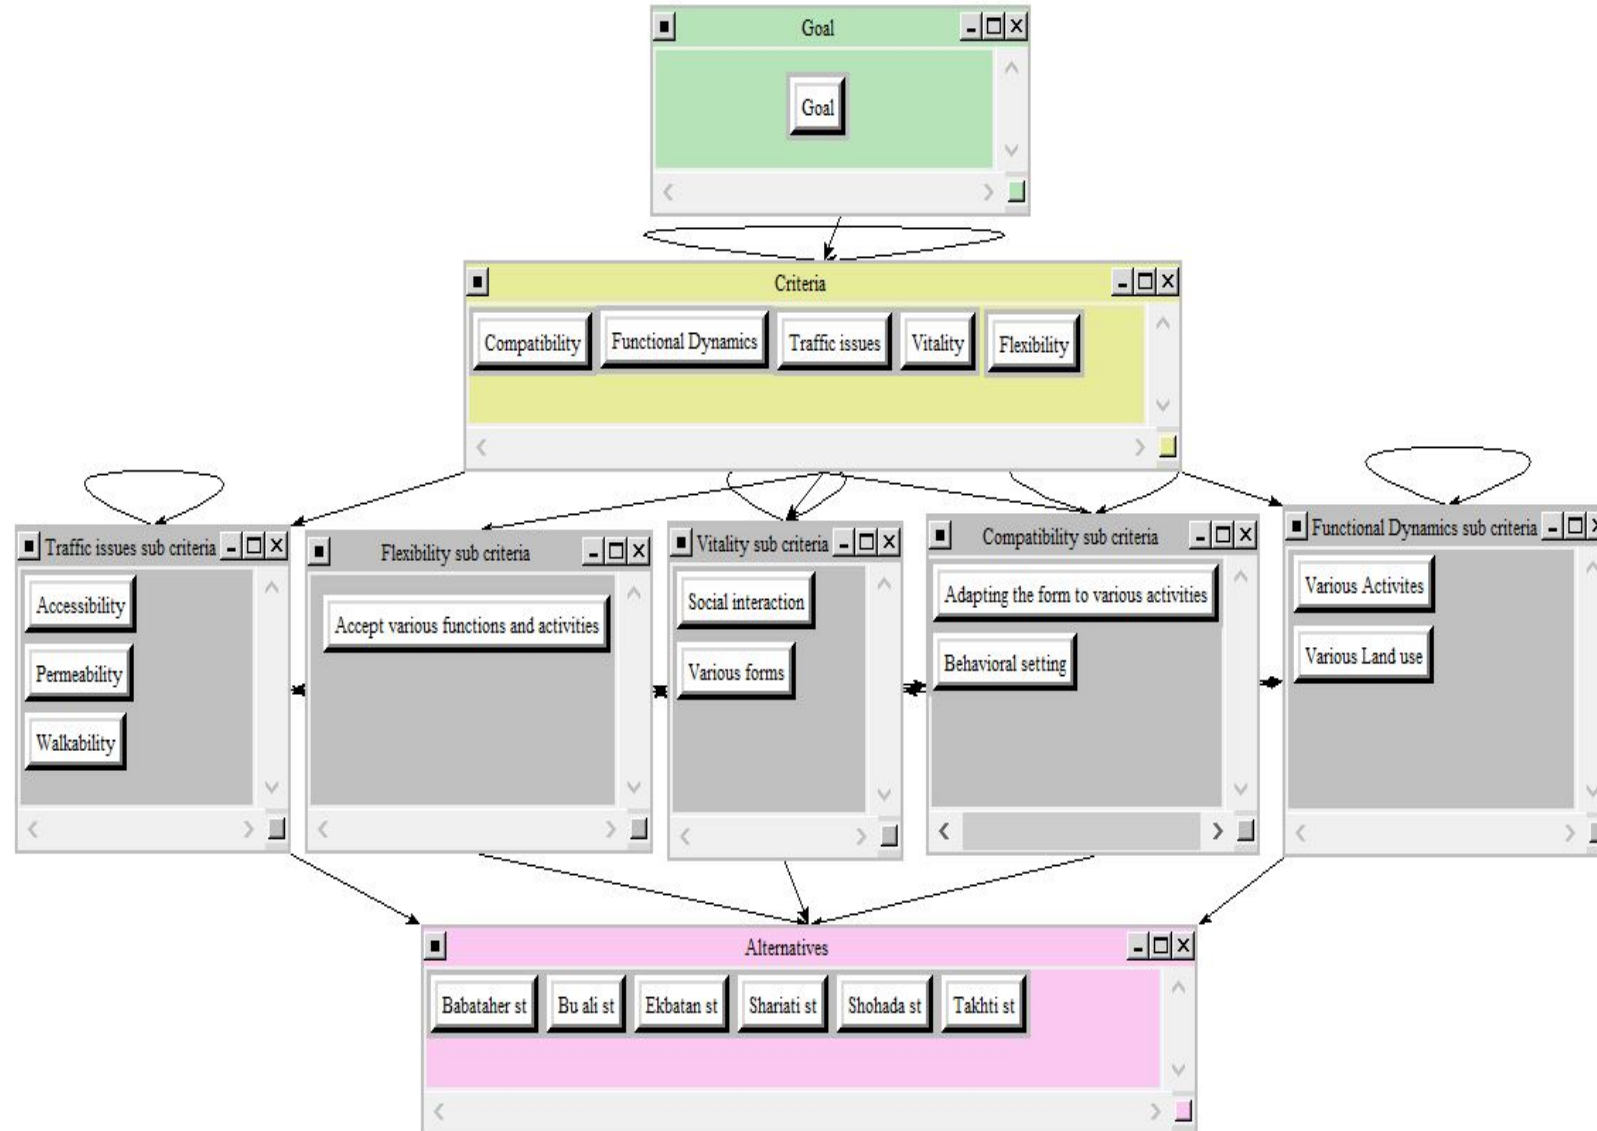 Goal
Goal
Criteria
Compatibility
Functional Dynamics
Traffic issues
Vitality
Flexibility
Traffic issues sub criteria
Accessibility
Permeability
Walkability
Flexibility sub criteria
Accept various functions and activities
Vitality sub criteria
Social interaction
Various forms
Compatibility sub criteria
Adapting the form to various activities
Behavioral setting
Functional Dynamics sub criteria
Various Activites
Various Land use
Alternatives
Babataher st
Bu ali st
Ekbatan st
Shariati st
Shohada st
Takhti st